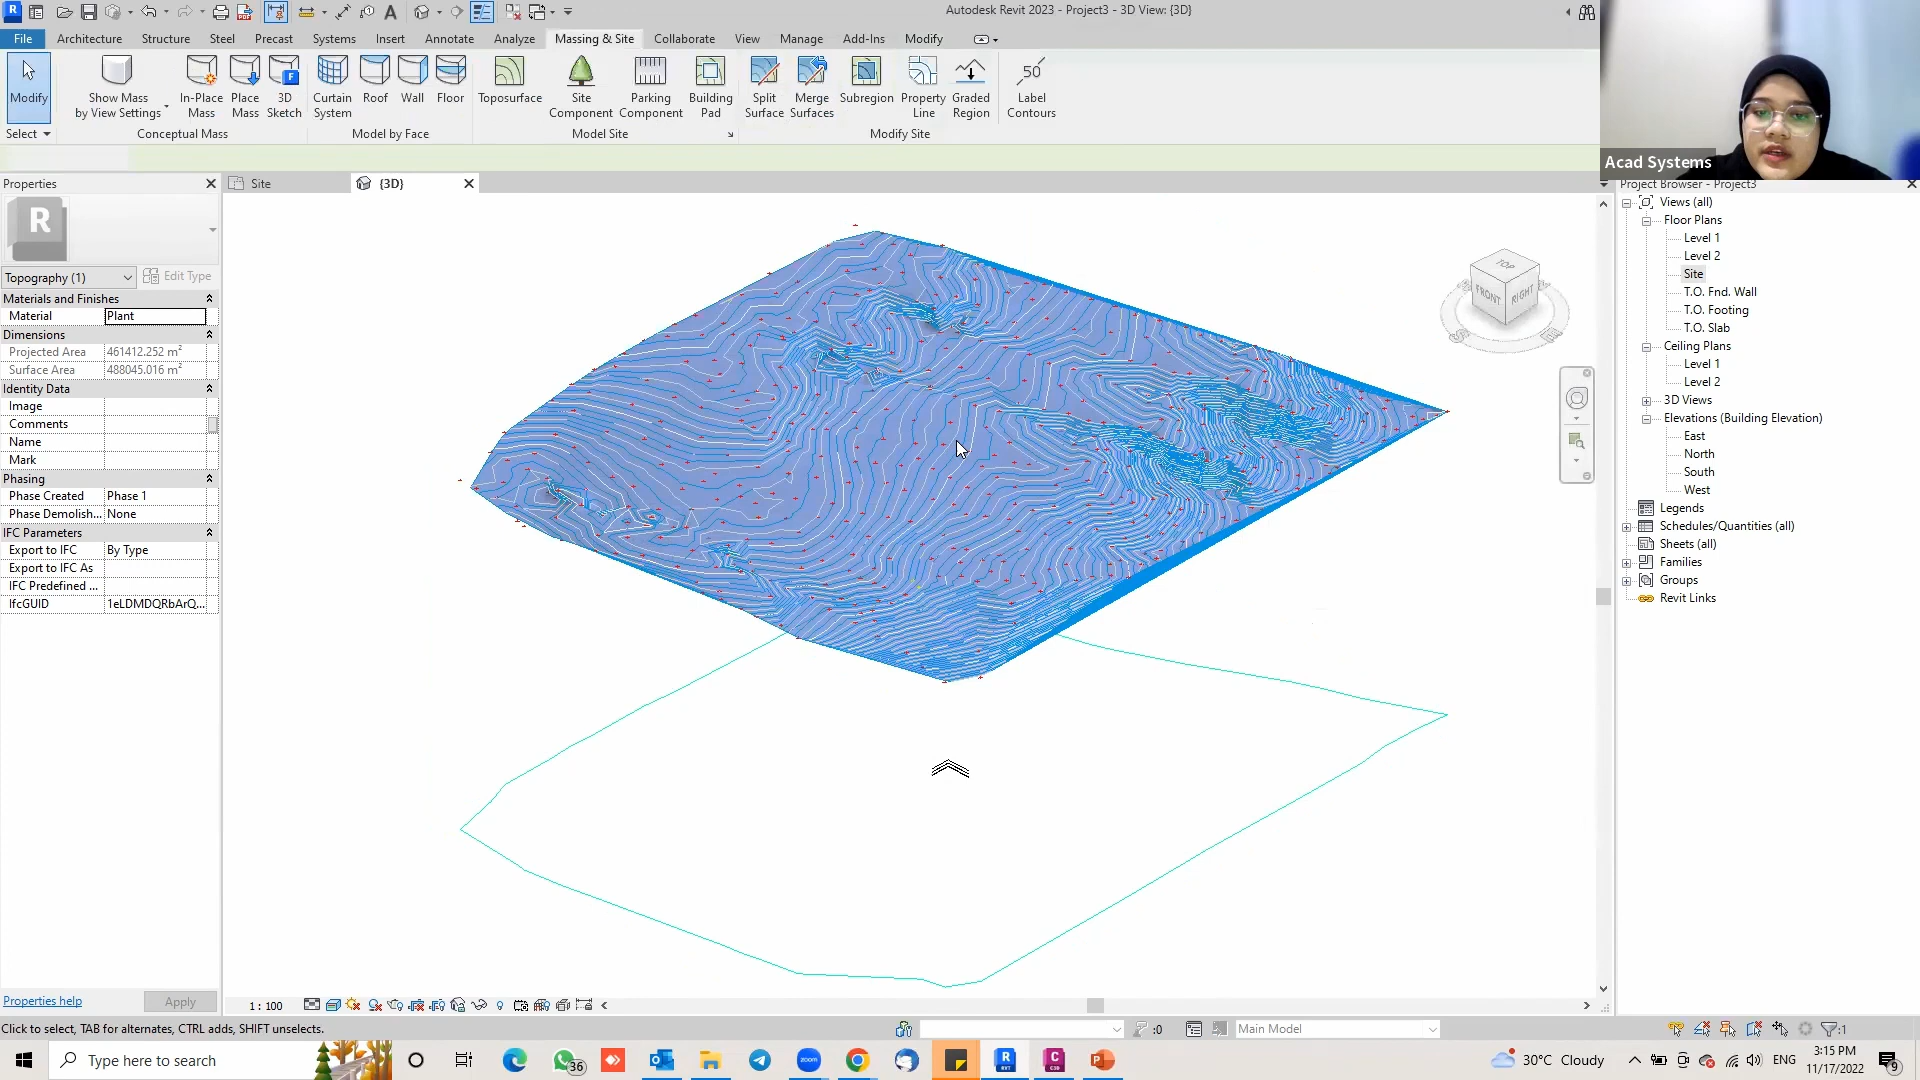 Autodesk Revit 2023 - Project3 - 3D View: {3D}
File Architecture Structure Steel Precast Systems Insert Annotate Analyze Massing & Site Collaborate View Manage Add-Ins Modify
Modify
Show Mass
by View Settings
In-Place
Mass
Place
Mass
3D
Sketch
Curtain
System
Roof
Wall
Floor
Toposurface
Site
Component
Parking
Component
Building
Pad
Split
Surface
Merge
Surfaces
Subregion
Property
Line
Graded
Region
50
Label
Contours
Select
Conceptual Mass
Model by Face
Model Site
Modify Site
Acad Systems
Properties
Site
{3D}
Project Browser - Project3
R
Topography (1)
Edit Type
Materials and Finishes
Material Plant
Dimensions
Projected Area 461412.252 m²
Surface Area 488045.016 m²
Identity Data
Image
Comments
Name
Mark
Phasing
Phase Created Phase 1
Phase Demolish... None
IFC Parameters
Export to IFC By Type
Export to IFC As
IFC Predefined ...
IfcGUID 1eLDMDQRbArQ...
Properties help
Apply
TOP
FRONT
RIGHT
S
E
Views (all)
Floor Plans
Level 1
Level 2
Site
T.O. Fnd. Wall
T.O. Footing
T.O. Slab
Ceiling Plans
Level 1
Level 2
3D Views
Elevations (Building Elevation)
East
North
South
West
Legends
Schedules/Quantities (all)
Sheets (all)
Families
Groups
Revit Links
1 : 100
Click to select, TAB for alternates, CTRL adds, SHIFT unselects.
:0
Main Model
:1
Type here to search
36
zoom
30°C Cloudy
ENG
3:15 PM
11/17/2022
9